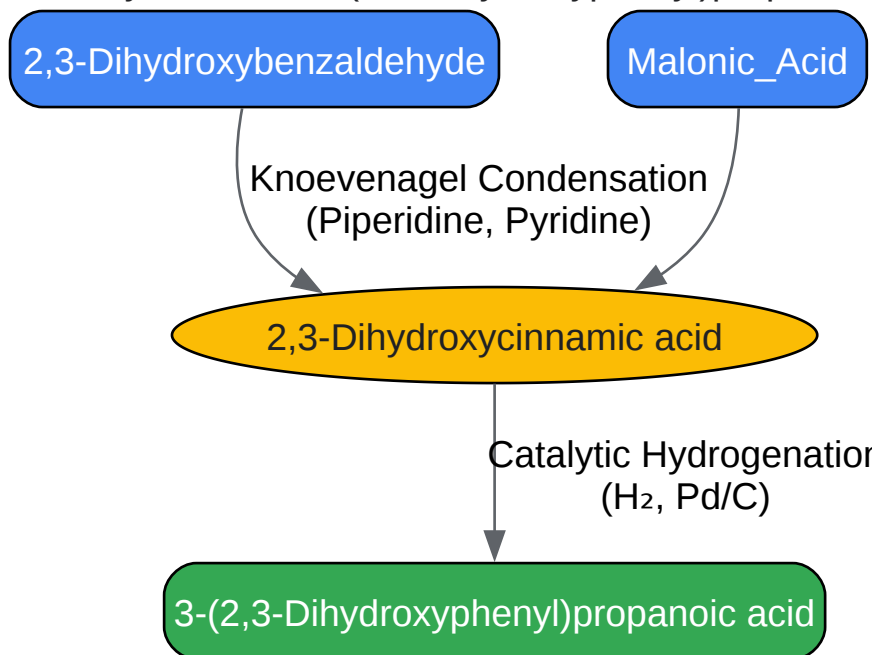 2,3-Dihydroxybenzaldehyde
Malonic_Acid
Knoevenagel Condensation
(Piperidine, Pyridine)
2,3-Dihydroxycinnamic acid
Catalytic Hydrogenation
(H₂, Pd/C)
3-(2,3-Dihydroxyphenyl)propanoic acid